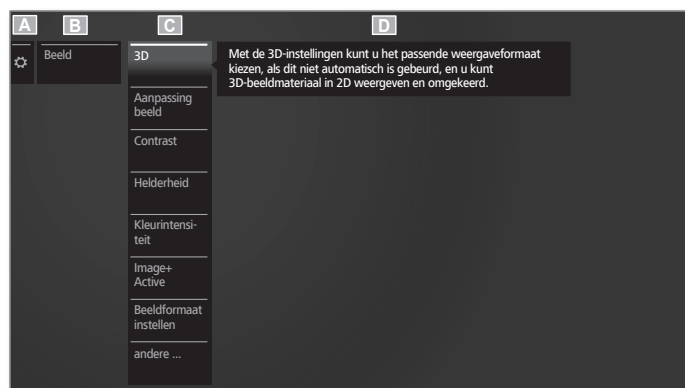 A B C D
Beeld
3D
Met de 3D-instellingen kunt u het passende weergaveformaat
kiezen, als dit niet automatisch is gebeurd, en u kunt
3D-beeldmateriaal in 2D weergeven en omgekeerd.
Aanpassing
beeld
Contrast
Helderheid
Kleurintensi-
teit
Image+
Active
Beeldformaat
instellen
andere ...